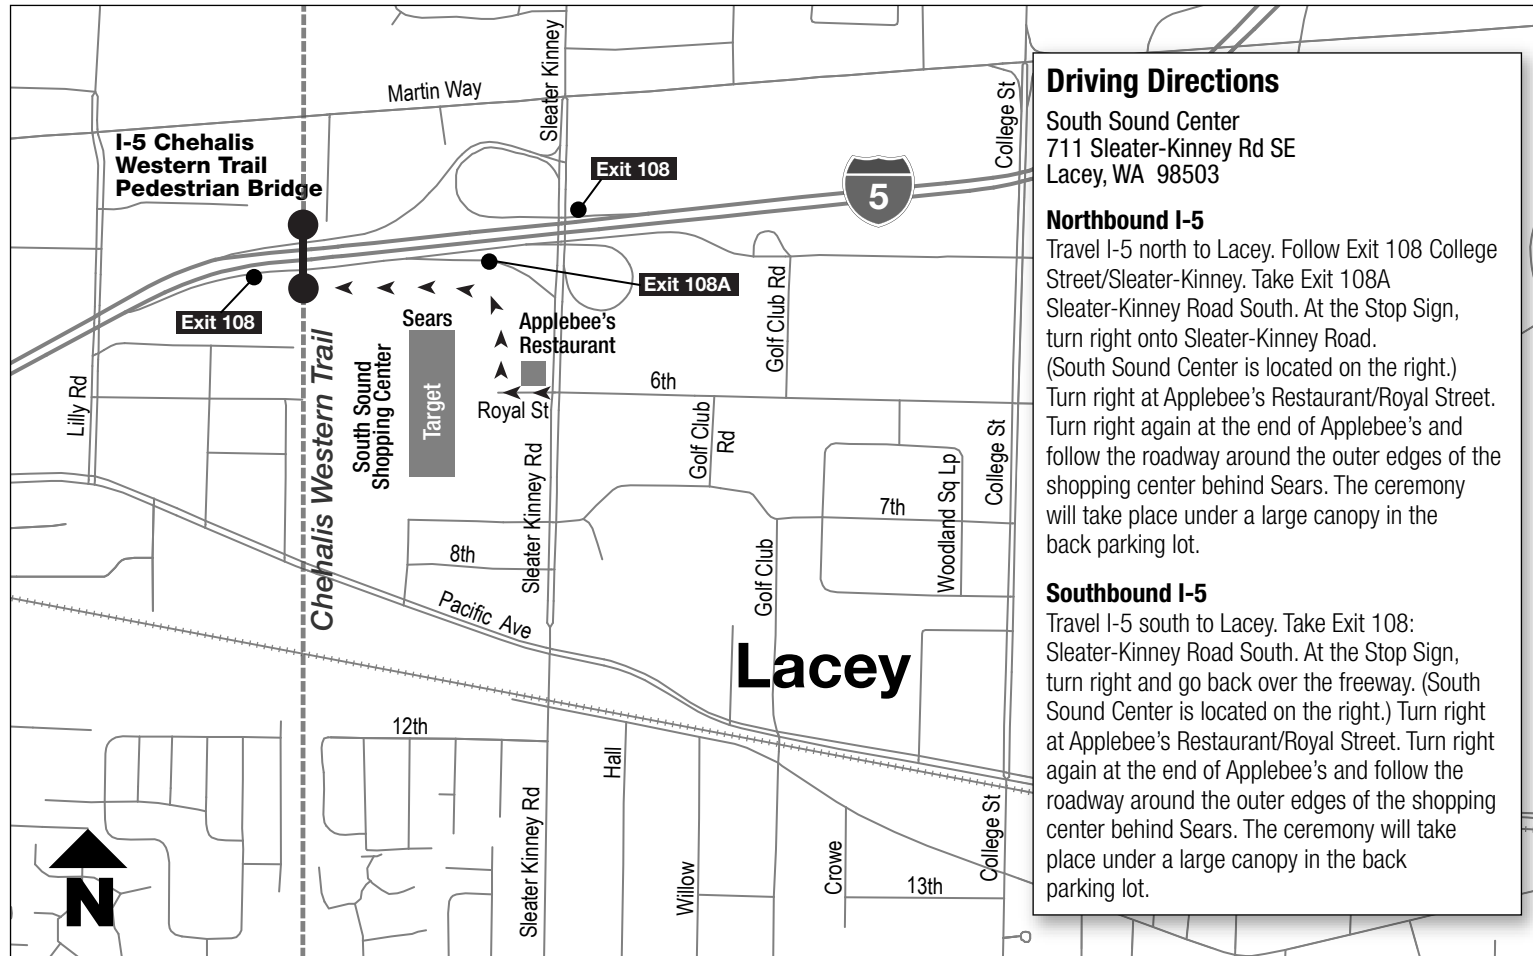 Martin Way
Sleater Kinney
College St
I-5 Chehalis
Western Trail
Pedestrian Bridge
Exit 108
5
Exit 108A
Exit 108
Sears
Applebee's
Restaurant
Golf Club Rd
Lilly Rd
Chehalis Western Trail
South Sound
Shopping Center
Target
Royal St
6th
Golf Club
Rd
Sleater Kinney Rd
College St
Woodland Sq Lp
7th
8th
Pacific Ave
Golf Club
Lacey
12th
Hall
Sleater Kinney Rd
Willow
Crowe
13th
College St
N
Driving Directions
South Sound Center
711 Sleater-Kinney Rd SE
Lacey, WA 98503
Northbound I-5
Travel I-5 north to Lacey. Follow Exit 108 College
Street/Sleater-Kinney. Take Exit 108A
Sleater-Kinney Road South. At the Stop Sign,
turn right onto Sleater-Kinney Road.
(South Sound Center is located on the right.)
Turn right at Applebee's Restaurant/Royal Street.
Turn right again at the end of Applebee's and
follow the roadway around the outer edges of the
shopping center behind Sears. The ceremony
will take place under a large canopy in the
back parking lot.
Southbound I-5
Travel I-5 south to Lacey. Take Exit 108:
Sleater-Kinney Road South. At the Stop Sign,
turn right and go back over the freeway. (South
Sound Center is located on the right.) Turn right
at Applebee's Restaurant/Royal Street. Turn right
again at the end of Applebee's and follow the
roadway around the outer edges of the shopping
center behind Sears. The ceremony will take
place under a large canopy in the back
parking lot.